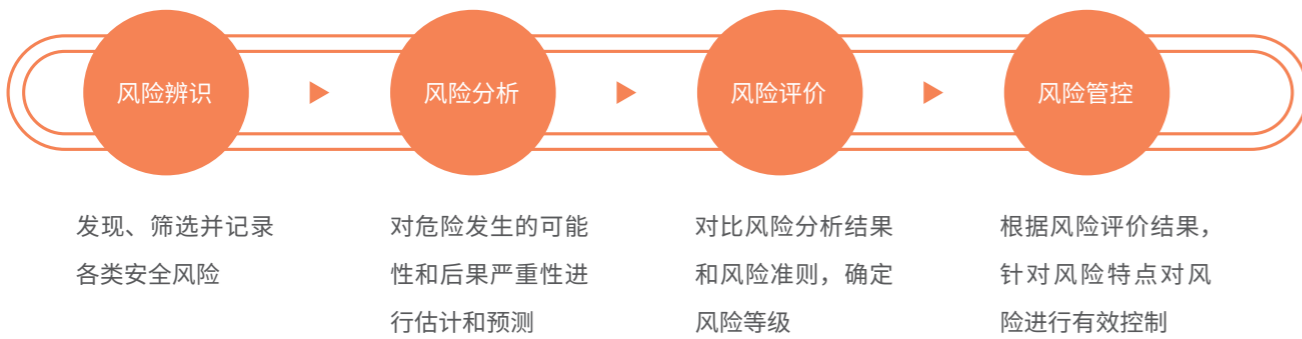 风险辨识
风险分析
风险评价
风险管控
发现、筛选并记录
各类安全风险
对危险发生的可能
性和后果严重性进
行估计和预测
对比风险分析结果
和风险准则，确定
风险等级
根据风险评价结果，
针对风险特点对风
险进行有效控制